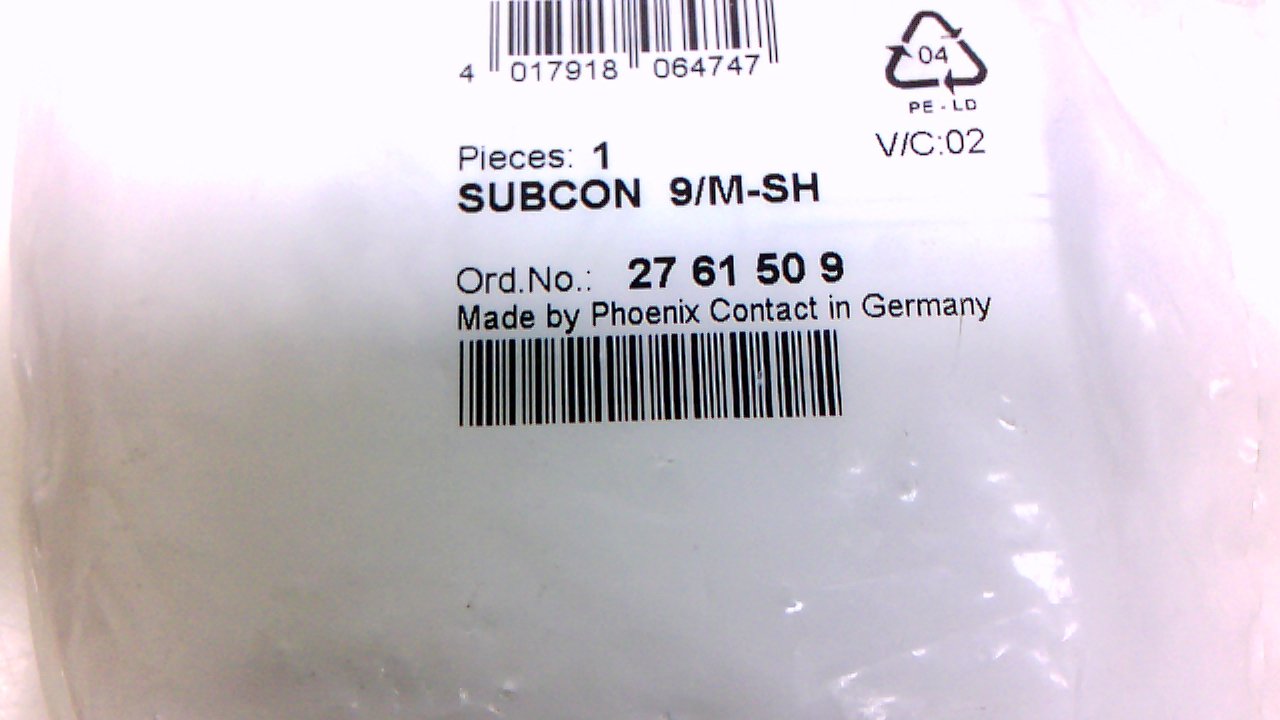 4 017918 064747
04
PE-LD
V/C:02
Pieces: 1
SUBCON 9/M-SH
Ord.No.: 27 61 50 9
Made by Phoenix Contact in Germany